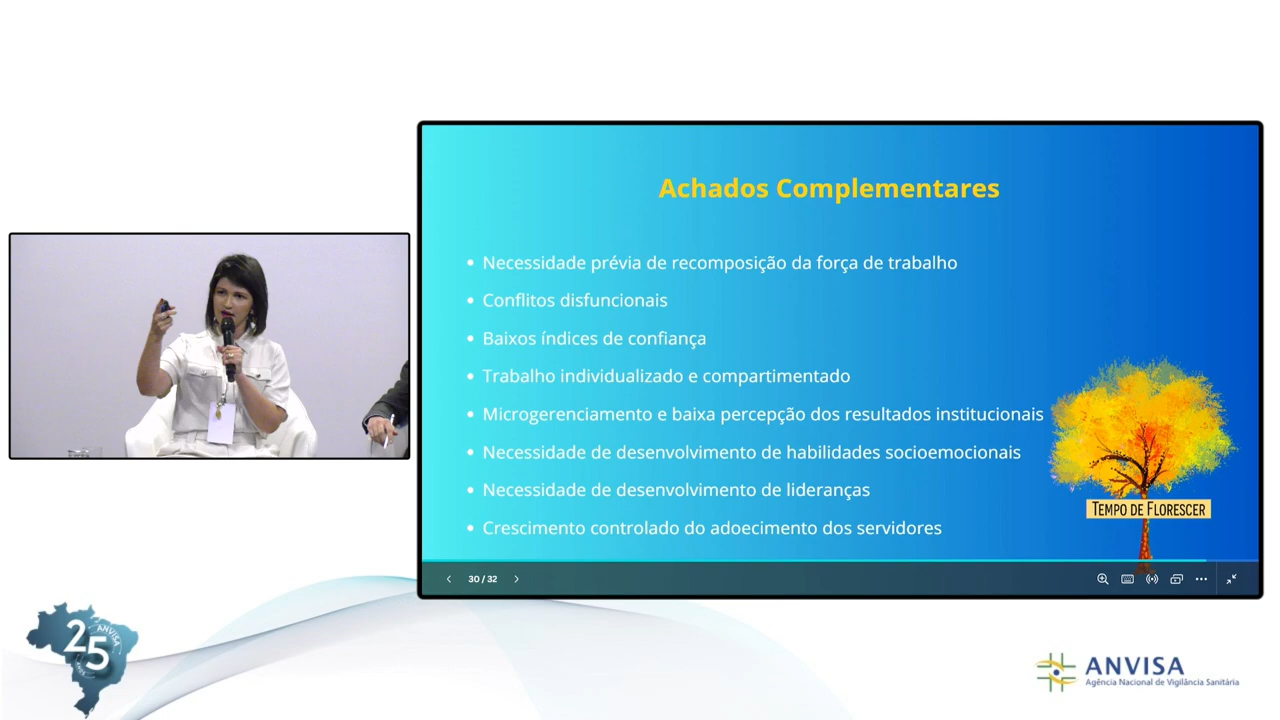 Achados Complementares
• Necessidade prévia de recomposição da força de trabalho
• Conflitos disfuncionais
• Baixos índices de confiança
• Trabalho individualizado e compartimentado
• Microgerenciamento e baixa percepção dos resultados institucionais
• Necessidade de desenvolvimento de habilidades socioemocionais
• Necessidade de desenvolvimento de lideranças
• Crescimento controlado do adoecimento dos servidores
TEMPO DE FLORESCER
30 / 32
25
ANVISA
ANOS
ANVISA
Agência Nacional de Vigilância Sanitária